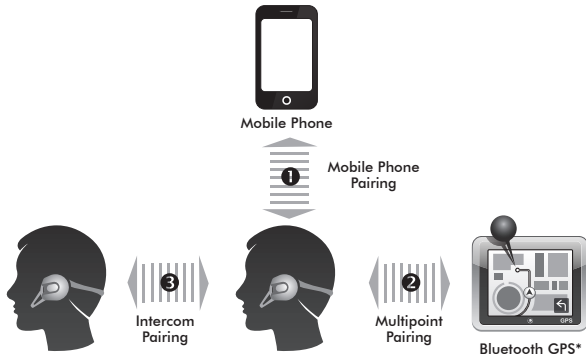 Mobile Phone
1
Mobile Phone
Pairing
3
Intercom
Pairing
2
Multipoint
Pairing
GPS
Bluetooth GPS*